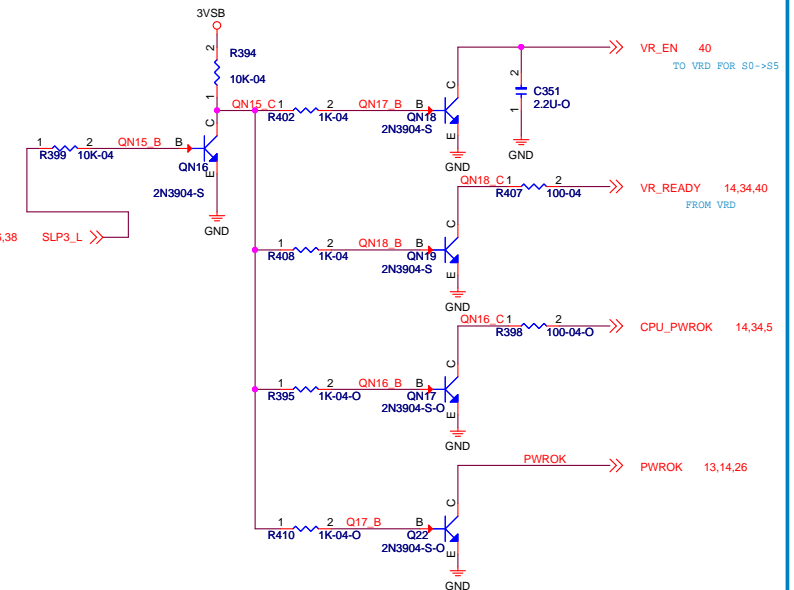 3VSB
2
R394
10K-04
1
QN15_C 1
2
R402
1K-04
QN17_B
B
C
QN18
2N3904-S
E
GND
2
1
C351
2.2U-O
GND
VR_EN 40
TO VRD FOR S0->S5
1
2
R399
10K-04
QN15_B
B
C
QN16
E
2N3904-S
GND
,38
SLP3_L
QN18_C 1
2
R407
100-04
VR_READY 14,34,40
FROM VRD
1
2
R408
1K-04
QN18_B
B
C
QN19
2N3904-S
E
GND
QN16_C 1
2
R398
100-04-O
CPU_PWROK 14,34,5
1
2
R395
1K-04-O
QN16_B
B
C
QN17
2N3904-S-O
E
GND
PWROK
PWROK 13,14,26
1
2
R410
1K-04-O
Q17_B
B
C
Q22
2N3904-S-O
E
GND